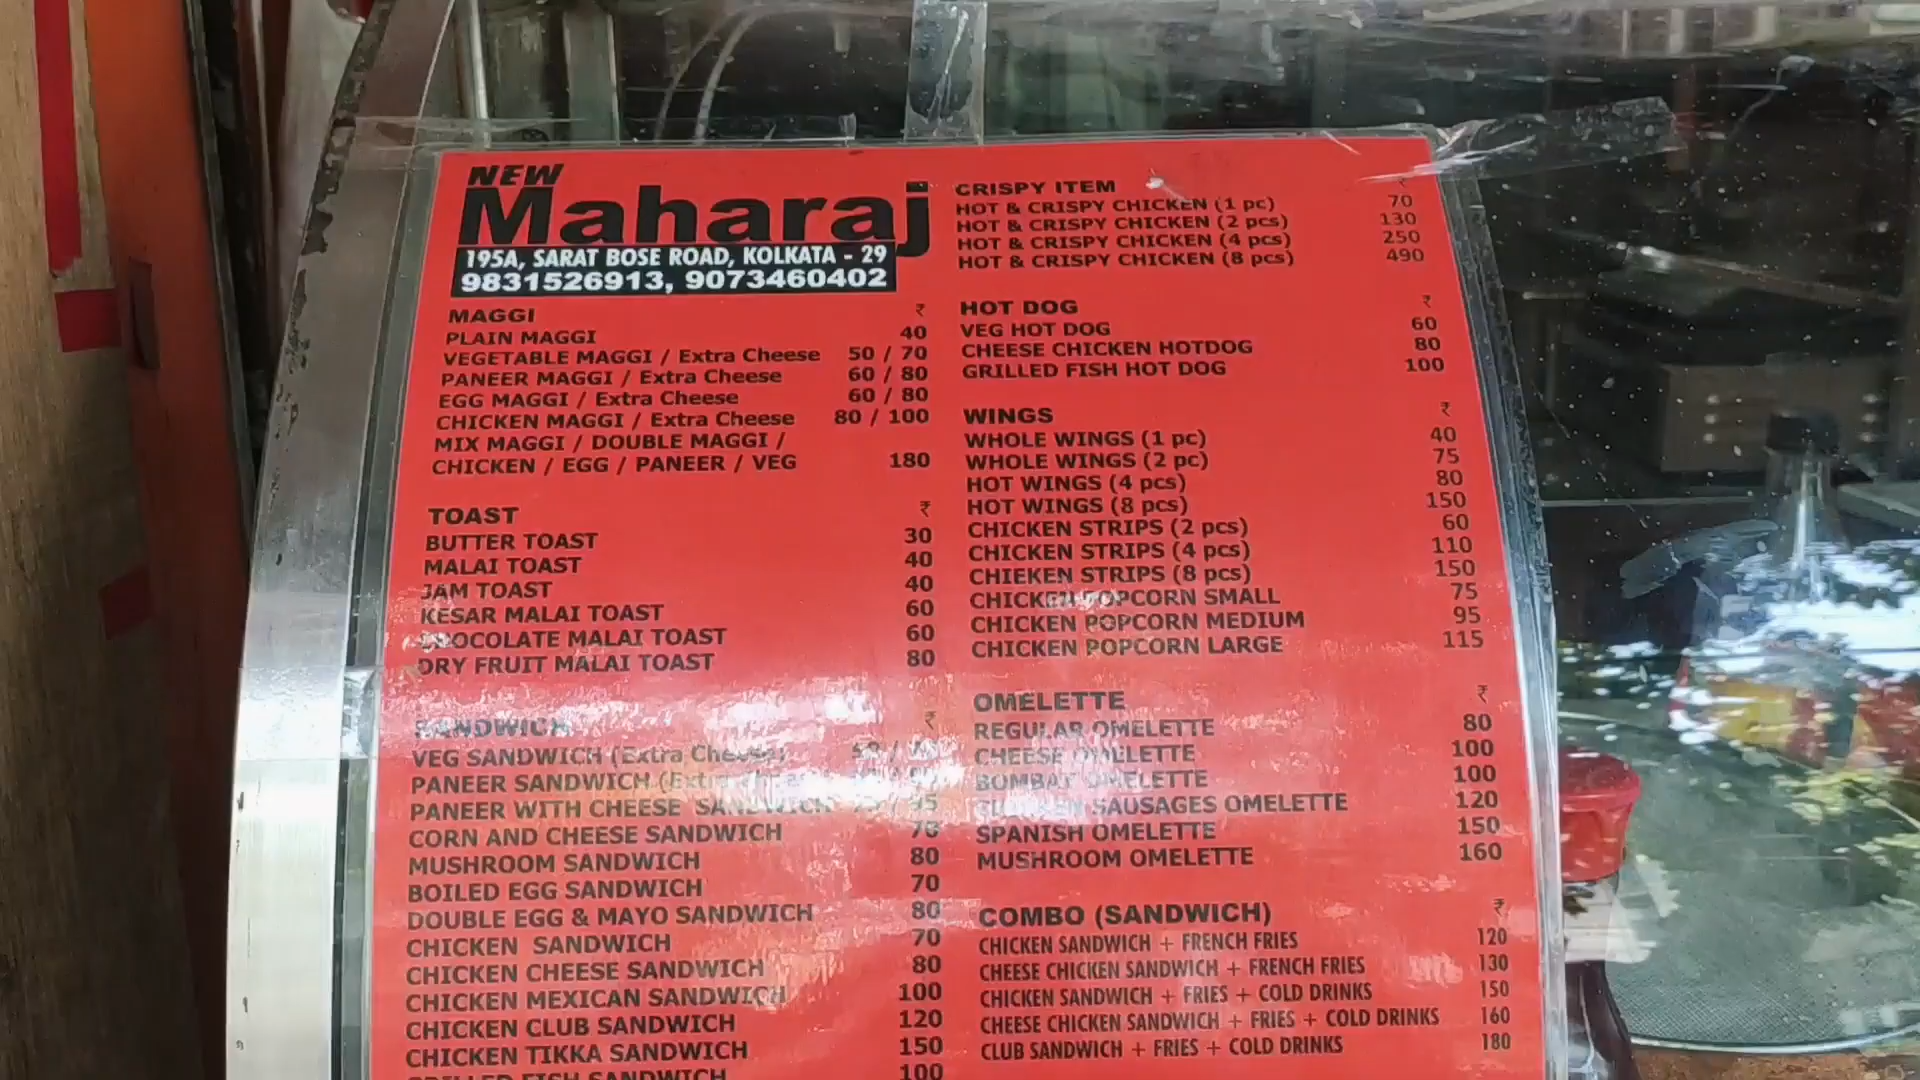 NEW
Maharaj
195A, SARAT BOSE ROAD, KOLKATA - 29
9831526913, 9073460402
MAGGI ₹
PLAIN MAGGI 40
VEGETABLE MAGGI / Extra Cheese 50 / 70
PANEER MAGGI / Extra Cheese 60 / 80
EGG MAGGI / Extra Cheese 60 / 80
CHICKEN MAGGI / Extra Cheese 80 / 100
MIX MAGGI / DOUBLE MAGGI /
CHICKEN / EGG / PANEER / VEG 180
TOAST ₹
BUTTER TOAST 30
MALAI TOAST 40
JAM TOAST 40
KESAR MALAI TOAST 60
CHOCOLATE MALAI TOAST 60
DRY FRUIT MALAI TOAST 80
SANDWICH ₹
VEG SANDWICH (Extra Cheese)
PANEER SANDWICH (Extra
PANEER WITH CHEESE SANDWICH
CORN AND CHEESE SANDWICH 70
MUSHROOM SANDWICH 80
BOILED EGG SANDWICH 70
DOUBLE EGG & MAYO SANDWICH 80
CHICKEN SANDWICH 70
CHICKEN CHEESE SANDWICH 80
CHICKEN MEXICAN SANDWICH 100
CHICKEN CLUB SANDWICH 120
CHICKEN TIKKA SANDWICH 150
GRILLED FISH SANDWICH 100
CRISPY ITEM ₹
HOT & CRISPY CHICKEN (1 pc) 70
HOT & CRISPY CHICKEN (2 pcs) 130
HOT & CRISPY CHICKEN (4 pcs) 250
HOT & CRISPY CHICKEN (8 pcs) 490
HOT DOG ₹
VEG HOT DOG 60
CHEESE CHICKEN HOTDOG 80
GRILLED FISH HOT DOG 100
WINGS ₹
WHOLE WINGS (1 pc) 40
WHOLE WINGS (2 pc) 75
HOT WINGS (4 pcs) 80
HOT WINGS (8 pcs) 150
CHICKEN STRIPS (2 pcs) 60
CHICKEN STRIPS (4 pcs) 110
CHIEKEN STRIPS (8 pcs) 150
CHICKEN POPCORN SMALL 75
CHICKEN POPCORN MEDIUM 95
CHICKEN POPCORN LARGE 115
OMELETTE ₹
REGULAR OMELETTE 80
CHEESE OMELETTE 100
BOMBAY OMELETTE 100
CHICKEN SAUSAGES OMELETTE 120
SPANISH OMELETTE 150
MUSHROOM OMELETTE 160
COMBO (SANDWICH) ₹
CHICKEN SANDWICH + FRENCH FRIES 120
CHEESE CHICKEN SANDWICH + FRENCH FRIES 130
CHICKEN SANDWICH + FRIES + COLD DRINKS 150
CHEESE CHICKEN SANDWICH + FRIES + COLD DRINKS 160
CLUB SANDWICH + FRIES + COLD DRINKS 180